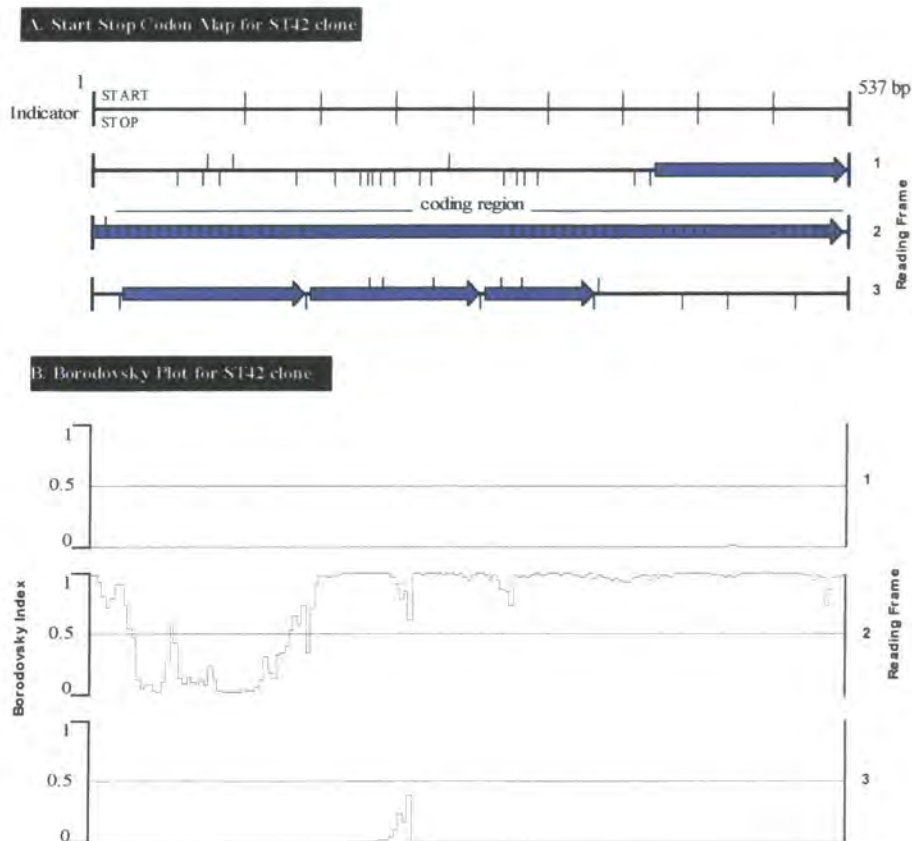 A. Start Stop Codon Map for ST42 clone
1
537 bp
START
Indicator
STOP
1
coding region
2
3
Reading Frame
B. Borodovsky Plot for ST42 clone
1
0.5
0
1
1
0.5
0
2
1
0.5
0
3
Borodovsky Index
Reading Frame